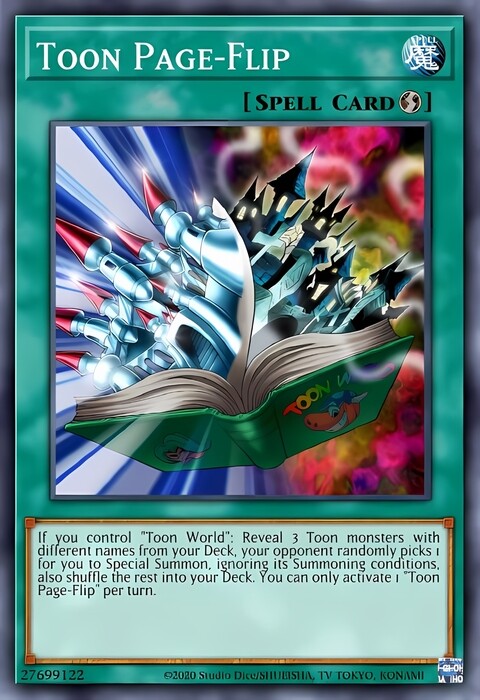 Toon Page-Flip
魔
[Spell Card]
TOON W
If you control "Toon World": Reveal 3 Toon monsters with
different names from your Deck, your opponent randomly picks 1
for you to Special Summon, ignoring its Summoning conditions,
also shuffle the rest into your Deck. You can only activate 1 "Toon
Page-Flip" per turn.
27699122
©2020 Studio Dice/SHUEISHA, TV TOKYO, KONAMI